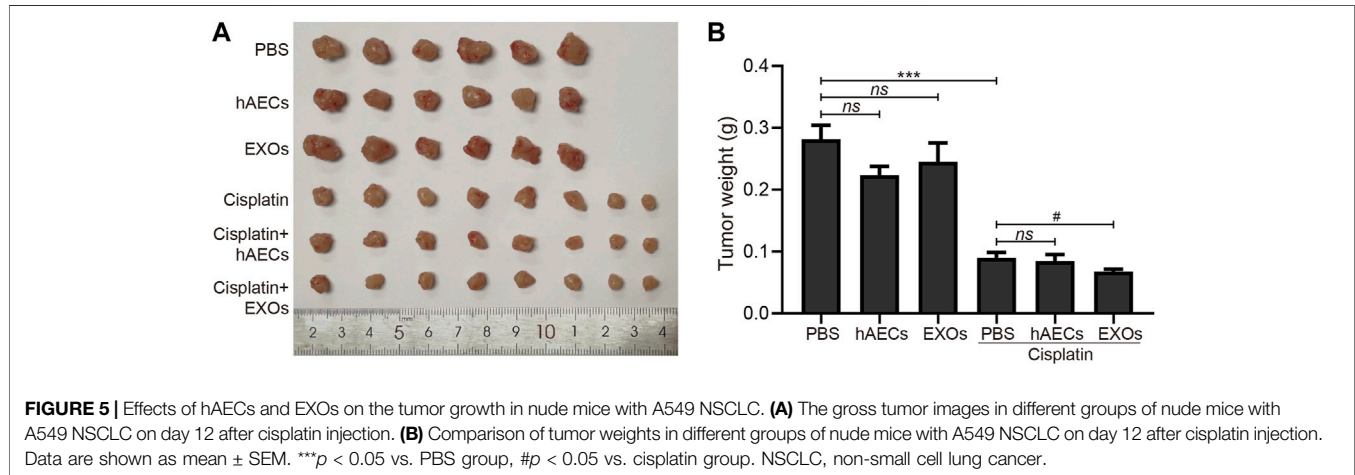 A
PBS
hAECs
EXOs
Cisplatin
Cisplatin+
hAECs
Cisplatin+
EXOs
mm
2 3 4 5 6 7 8 9 10 1 2 3 4
B
Tumor weight (g)
0.4
0.3
0.2
0.1
0.0
***
ns
ns
#
ns
PBS hAECs EXOs PBS hAECs EXOs
Cisplatin
FIGURE 5 | Effects of hAECs and EXOs on the tumor growth in nude mice with A549 NSCLC. (A) The gross tumor images in different groups of nude mice with
A549 NSCLC on day 12 after cisplatin injection. (B) Comparison of tumor weights in different groups of nude mice with A549 NSCLC on day 12 after cisplatin injection.
Data are shown as mean ± SEM. ***p < 0.05 vs. PBS group, #p < 0.05 vs. cisplatin group. NSCLC, non-small cell lung cancer.